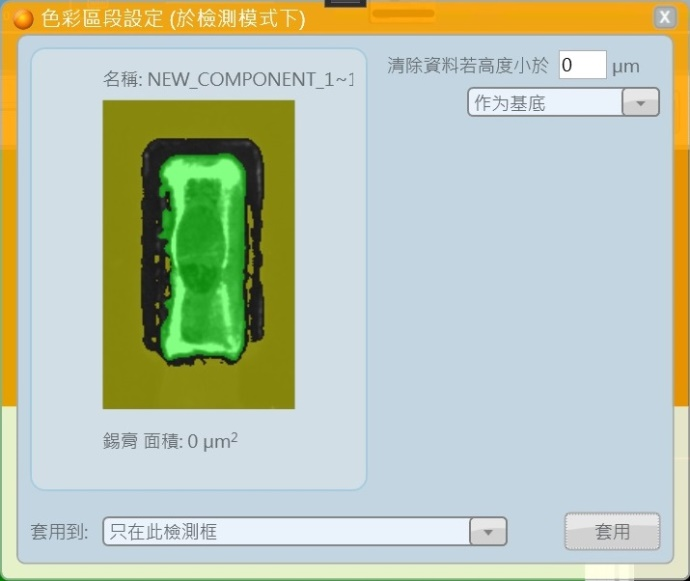 色彩區段設定 (於檢測模式下)
X
名稱: NEW_COMPONENT_1~1
清除資料若高度小於 0 μm
作为基底
錫膏 面積: 0 μm²
套用到: 只在此檢測框
套用